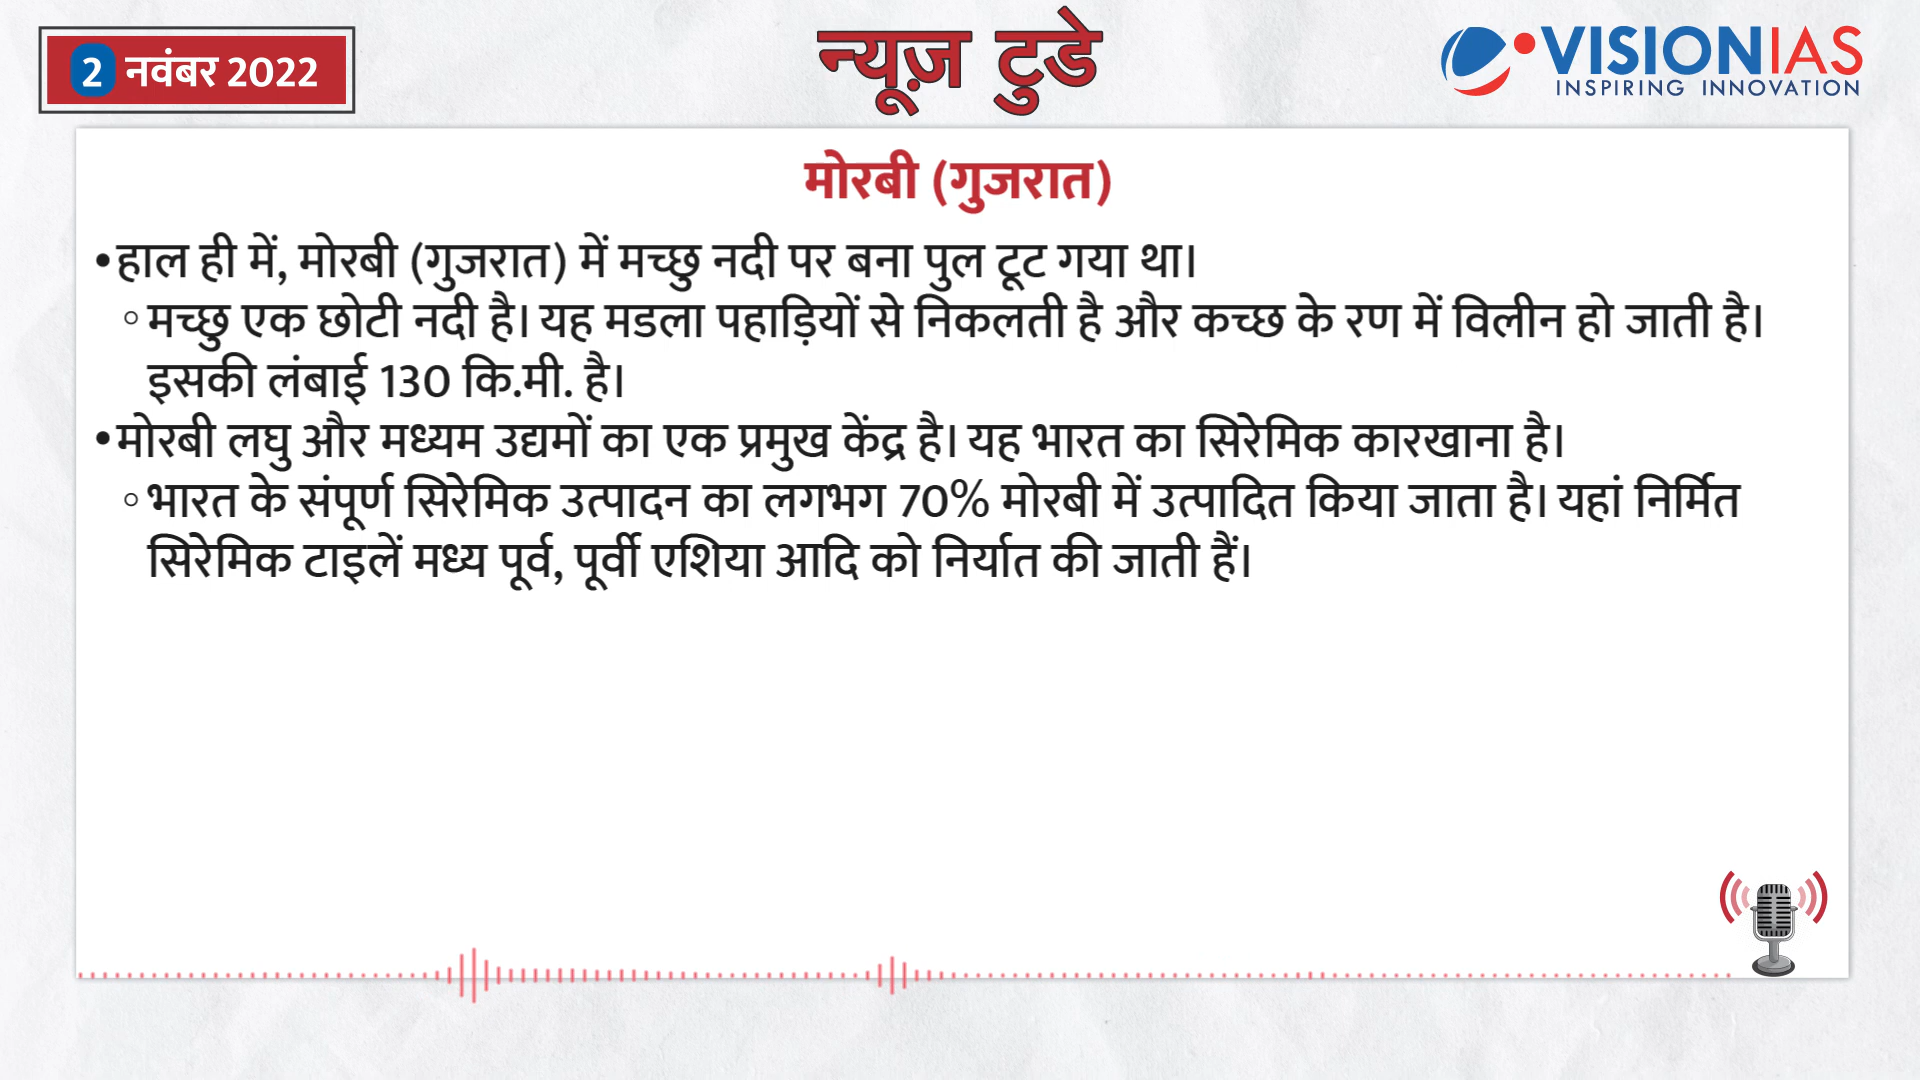 2 नवंबर 2022
न्यूज़ टुडे
VISIONIAS
INSPIRING INNOVATION
मोरबी (गुजरात)
•हाल ही में, मोरबी (गुजरात) में मच्छु नदी पर बना पुल टूट गया था।
◦मच्छु एक छोटी नदी है। यह मडला पहाड़ियों से निकलती है और कच्छ के रण में विलीन हो जाती है।
इसकी लंबाई 130 कि.मी. है।
•मोरबी लघु और मध्यम उद्यमों का एक प्रमुख केंद्र है। यह भारत का सिरेमिक कारखाना है।
◦भारत के संपूर्ण सिरेमिक उत्पादन का लगभग 70% मोरबी में उत्पादित किया जाता है। यहां निर्मित
सिरेमिक टाइलें मध्य पूर्व, पूर्वी एशिया आदि को निर्यात की जाती हैं।